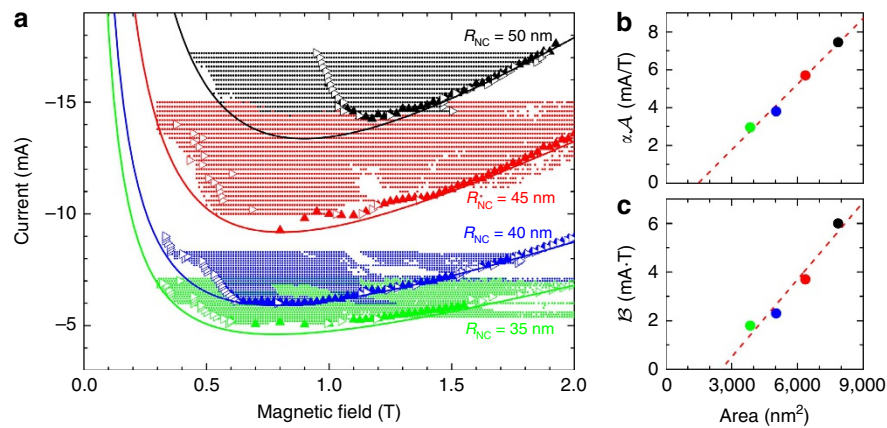 a
R_NC = 50 nm
R_NC = 45 nm
R_NC = 40 nm
R_NC = 35 nm
Current (mA)
–15
–10
–5
0.0 0.5 1.0 1.5 2.0
Magnetic field (T)
b
α𝒜 (mA/T)
8
6
4
2
0
c
ℬ (mA·T)
6
4
2
0
0 3,000 6,000 9,000
Area (nm²)